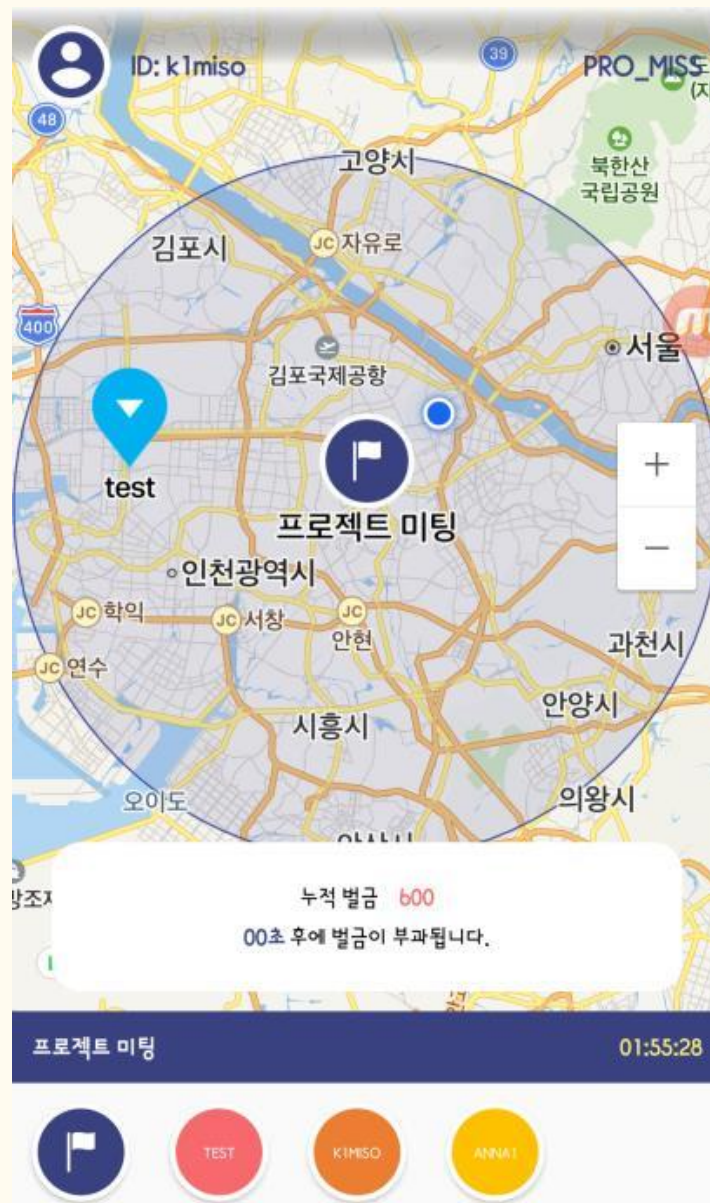 ID: k1miso
39
PRO_MISS
48
고양시
북한산
국립공원
김포시
JC 자유로
400
서울
김포국제공항
test
프로젝트 미팅
인천광역시
JC 학익
JC 서창
JC
안현
과천시
JC 연수
안양시
시흥시
오이도
의왕시
누적 벌금 600
00초 후에 벌금이 부과됩니다.
프로젝트 미팅
01:55:28
TEST
K1MISO
ANNA1